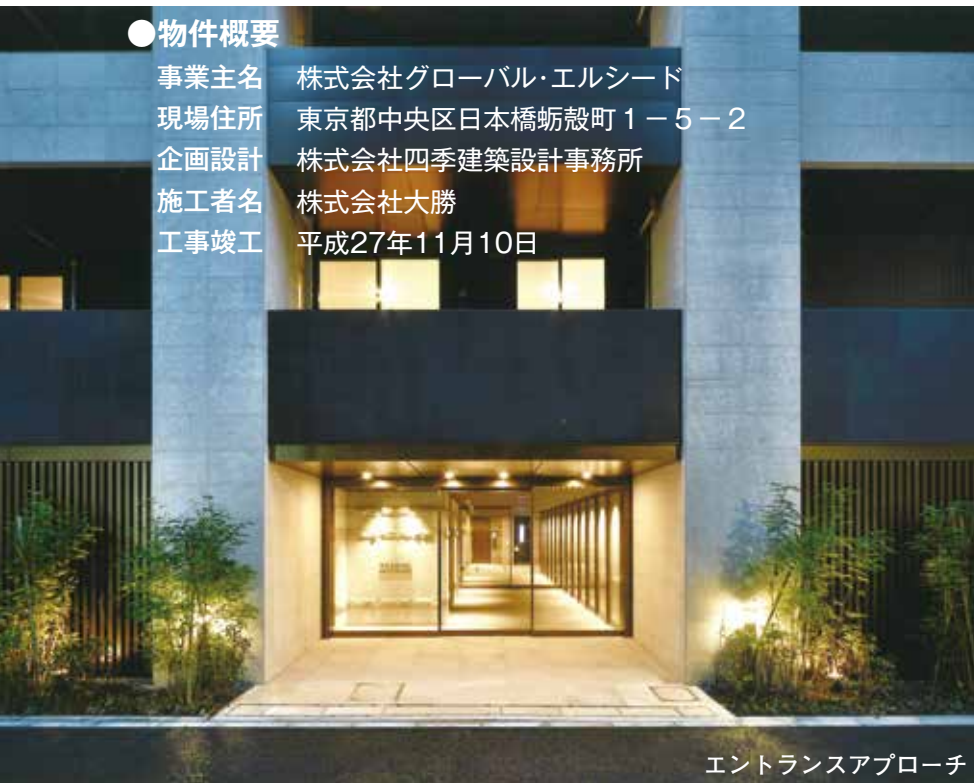 ●物件概要
事業主名 株式会社グローバル・エルシード
現場住所 東京都中央区日本橋蛎殻町1-5-2
企画設計 株式会社四季建築設計事務所
施工者名 株式会社大勝
工事竣工 平成27年11月10日
エントランスアプローチ